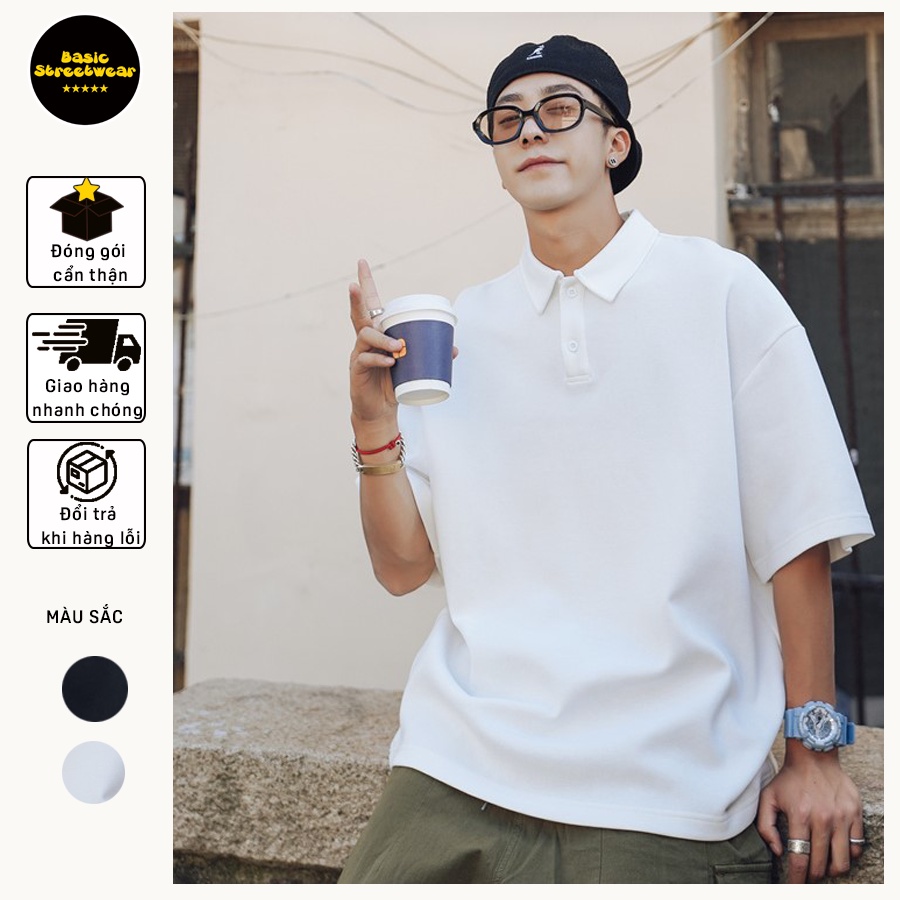 Basic
Streetwear
Đóng gói
cẩn thận
Giao hàng
nhanh chóng
Đổi trả
khi hàng lỗi
MÀU SẮC